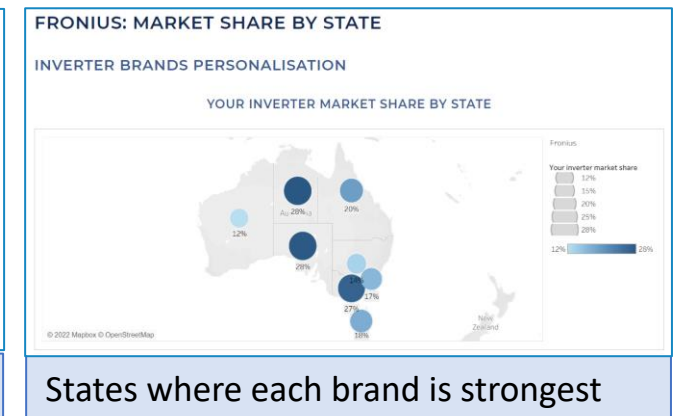 FRONIUS: MARKET SHARE BY STATE
INVERTER BRANDS PERSONALISATION
YOUR INVERTER MARKET SHARE BY STATE
Fronius
Your inverter market share
12%
15%
20%
25%
28%
12% 28%
28%
20%
12%
28%
14%
17%
27%
18%
New
Zealand
© 2022 Mapbox © OpenStreetMap
States where each brand is strongest